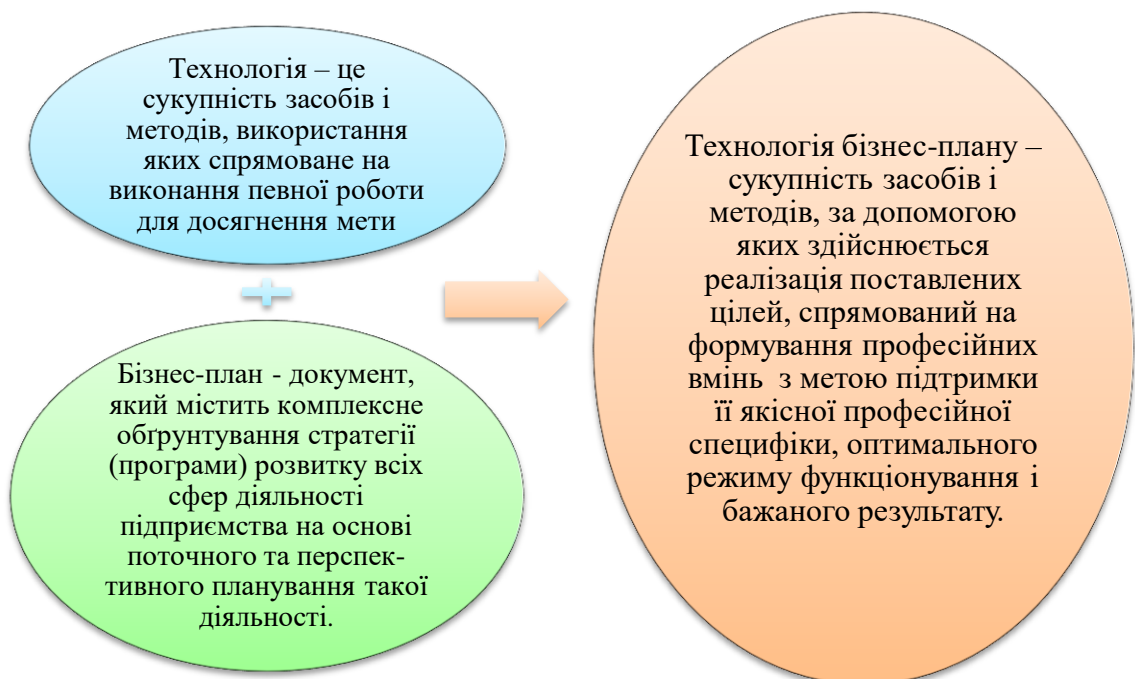 Технологія – це
сукупність засобів і
методів, використання
яких спрямоване на
виконання певної роботи
для досягнення мети
+
Бізнес-план - документ,
який містить комплексне
обґрунтування стратегії
(програми) розвитку всіх
сфер діяльності
підприємства на основі
поточного та перспек-
тивного планування такої
діяльності.
Технологія бізнес-плану –
сукупність засобів і
методів, за допомогою
яких здійснюється
реалізація поставлених
цілей, спрямований на
формування професійних
вмінь з метою підтримки
її якісної професійної
специфіки, оптимального
режиму функціонування і
бажаного результату.